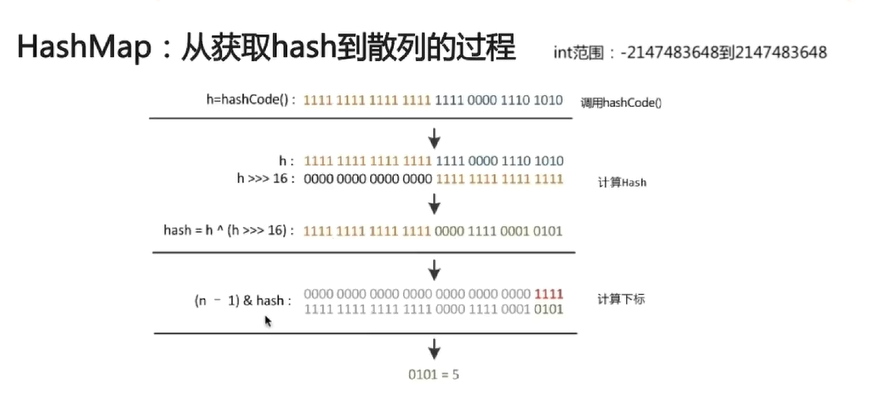 HashMap：从获取hash到散列的过程 int范围：-2147483648到2147483648
h=hashCode()： 1111 1111 1111 1111 1111 0000 1110 1010 调用hashCode()
h： 1111 1111 1111 1111 1111 0000 1110 1010
h >>> 16： 0000 0000 0000 0000 1111 1111 1111 1111 计算Hash
hash = h ^ (h >>> 16)： 1111 1111 1111 1111 0000 1111 0001 0101
(n - 1) & hash： 0000 0000 0000 0000 0000 0000 0000 1111 计算下标
1111 1111 1111 1111 0000 1111 0001 0101
0101 = 5